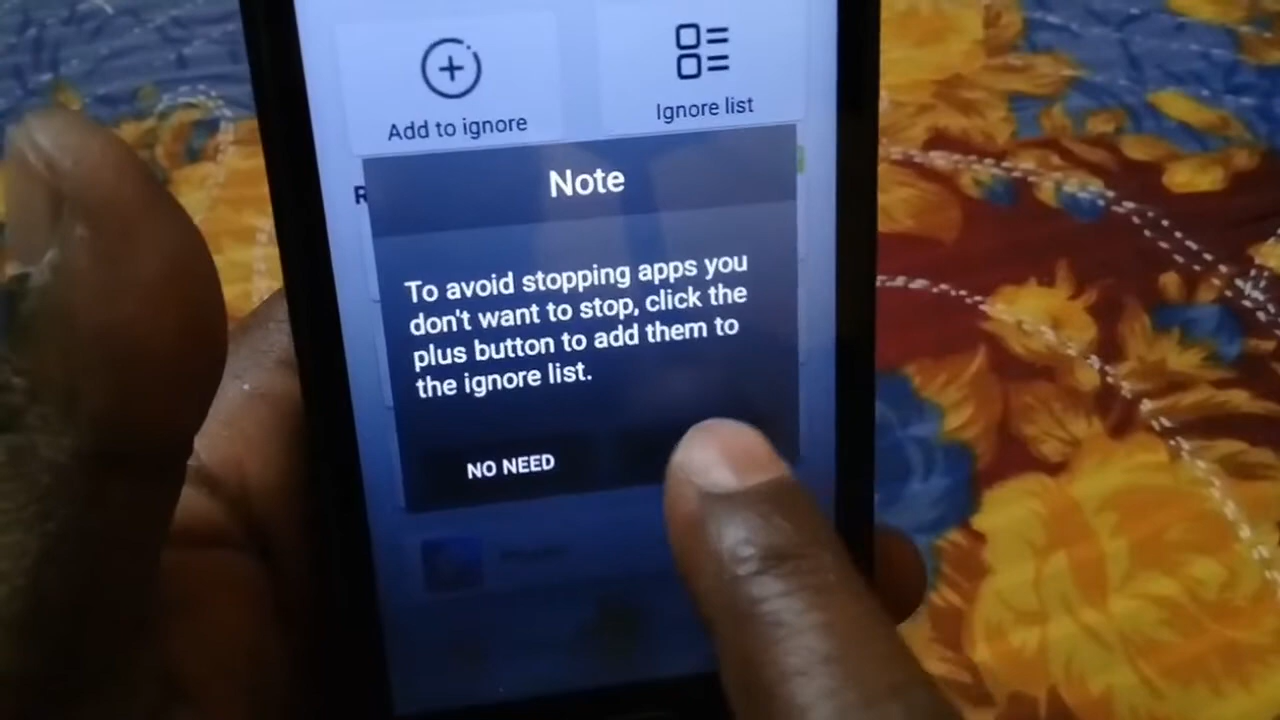 Add to ignore
Ignore list
Note
To avoid stopping apps you
don't want to stop, click the
plus button to add them to
the ignore list.
NO NEED